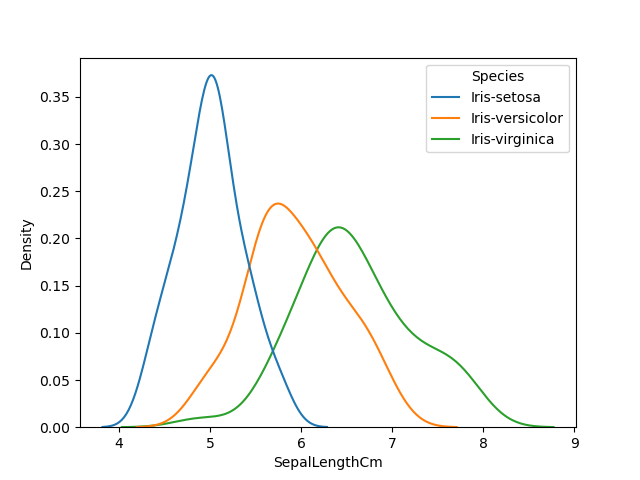 Species
Iris-setosa
Iris-versicolor
Iris-virginica
Density
0.35
0.30
0.25
0.20
0.15
0.10
0.05
0.00
4 5 6 7 8 9
SepalLengthCm